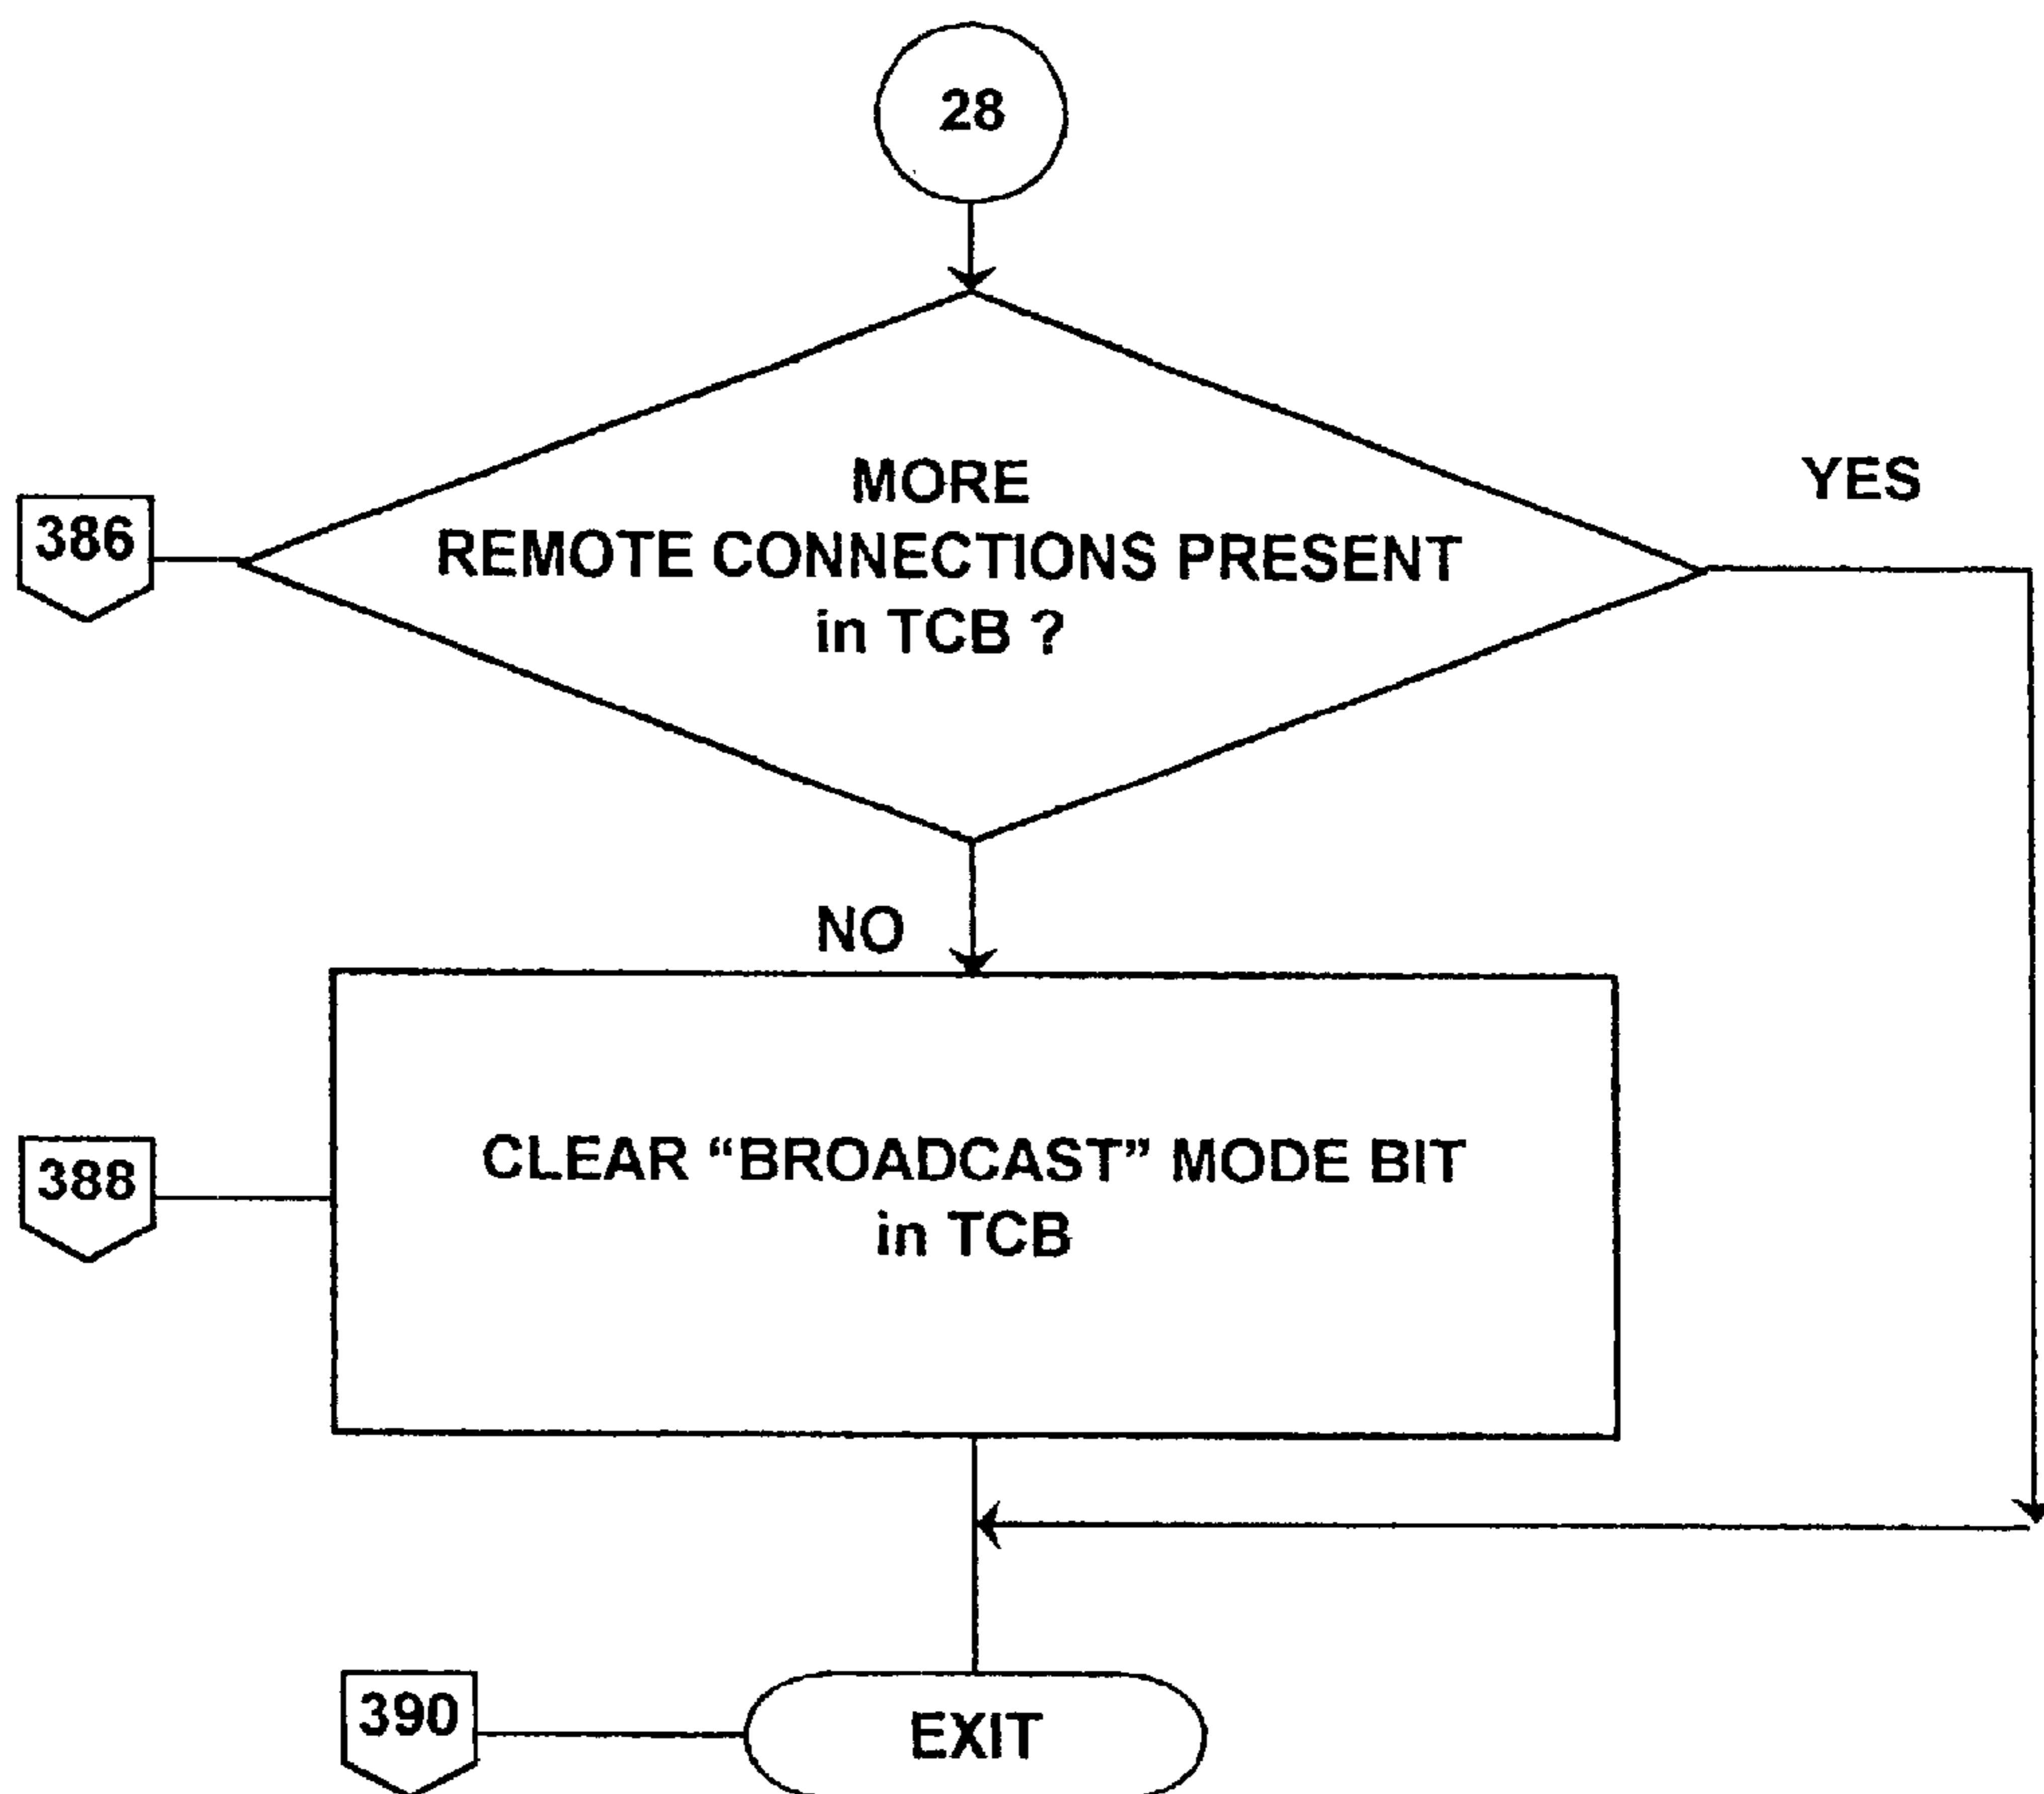 28
MORE
REMOTE CONNECTIONS PRESENT
in TCB ?
386
YES
NO
CLEAR “BROADCAST” MODE BIT
in TCB
388
390
EXIT